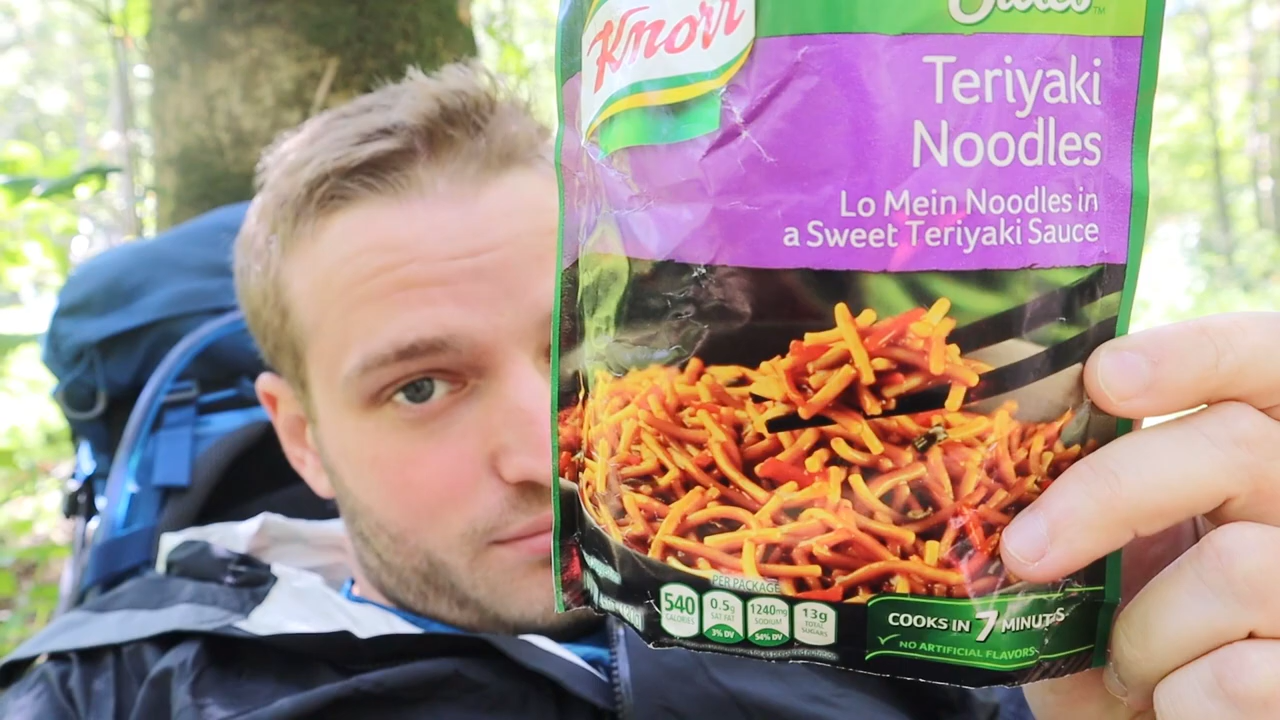 Knorr
Sides™
Teriyaki
Noodles
Lo Mein Noodles in
a Sweet Teriyaki Sauce
PER PACKAGE
540
CALORIES
0.5g
SAT FAT
3% DV
1240mg
SODIUM
54% DV
13g
TOTAL
SUGARS
COOKS IN 7 MINUTES
✓ NO ARTIFICIAL FLAVORS